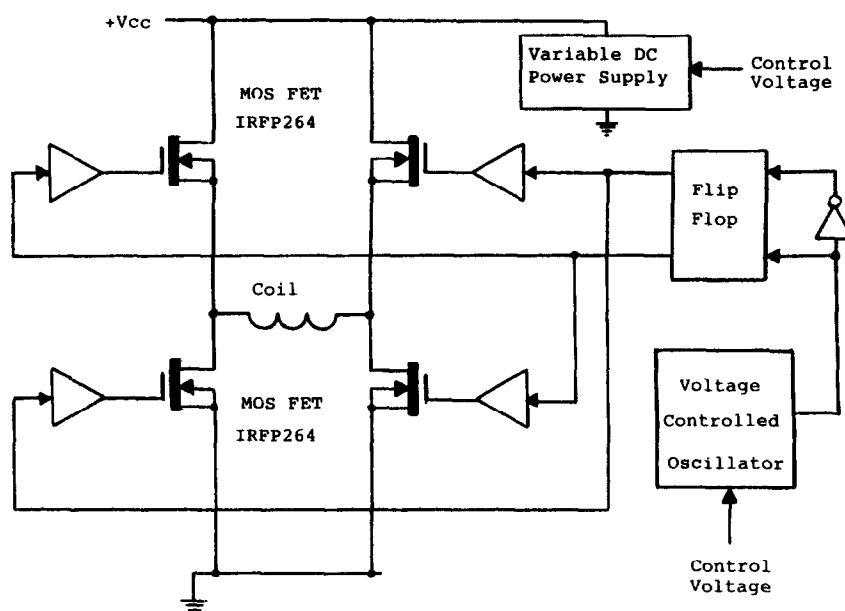 +Vcc
Variable DC
Power Supply
Control
Voltage
MOS FET
IRFP264
Flip
Flop
Coil
MOS FET
IRFP264
Voltage
Controlled
Oscillator
Control
Voltage